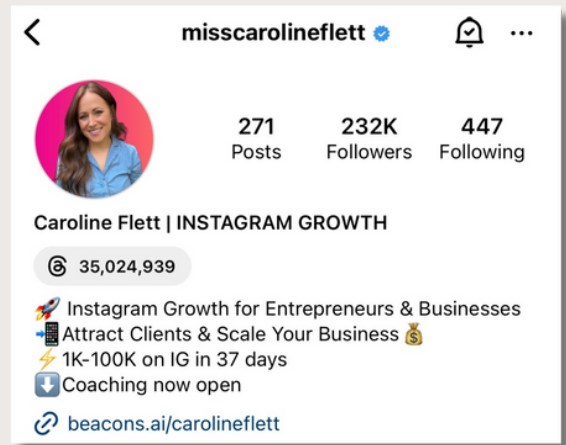 misscarolineflett
271 232K 447
Posts Followers Following
Caroline Flett | INSTAGRAM GROWTH
35,024,939
🚀 Instagram Growth for Entrepreneurs & Businesses
📲Attract Clients & Scale Your Business 💰
⚡️1K-100K on IG in 37 days
⬇️Coaching now open
beacons.ai/carolineflett